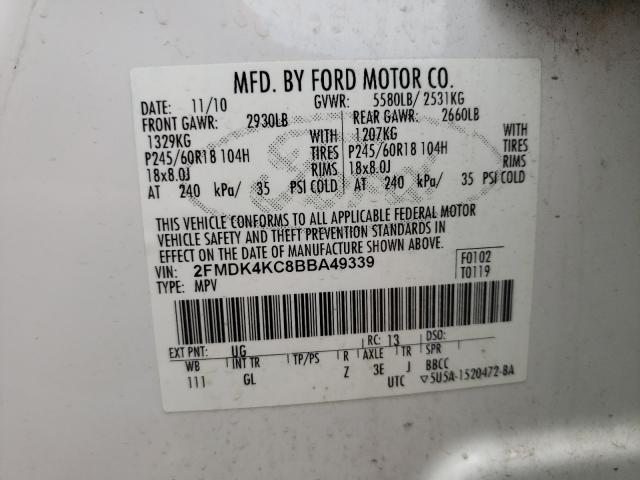 MFD. BY FORD MOTOR CO.
DATE: 11/10 GVWR: 5580LB/ 2531KG
FRONT GAWR: 2930LB REAR GAWR: 2660LB
1329KG WITH 1207KG WITH
P245/60R18 104H TIRES P245/60R18 104H TIRES
18x8.0J RIMS 18x8.0J RIMS
AT 240 kPa/ 35 PSI COLD AT 240 kPa/ 35 PSI COLD
Ford
THIS VEHICLE CONFORMS TO ALL APPLICABLE FEDERAL MOTOR
VEHICLE SAFETY AND THEFT PREVENTION STANDARDS IN
EFFECT ON THE DATE OF MANUFACTURE SHOWN ABOVE.
VIN: 2FMDK4KC8BBA49339 F0102
TYPE: MPV T0119
EXT PNT: UG RC: 13 DSO:
WB INT TR TP/PS R AXLE TR SPR
111 GL Z 3E J BBCC
UTC ▽5U5A-1520472-BA